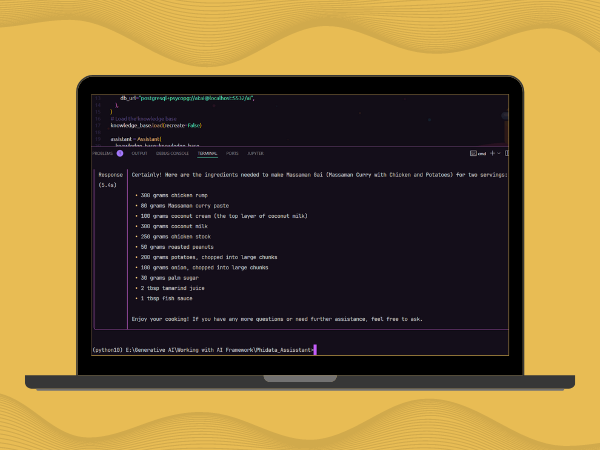 db_url="postgresql+psycopg://ai:ai@localhost:5532/ai",
),
)
# Load the knowledge base
knowledge_base.load(recreate=False)
assistant = Assistant(
PROBLEMS OUTPUT DEBUG CONSOLE TERMINAL PORTS JUPYTER cmd
Response Certainly! Here are the ingredients needed to make Massaman Gai (Massaman Curry with Chicken and Potatoes) for two servings:
(5.4s)
• 300 grams chicken rump
• 80 grams Massaman curry paste
• 100 grams coconut cream (the top layer of coconut milk)
• 300 grams coconut milk
• 250 grams chicken stock
• 50 grams roasted peanuts
• 200 grams potatoes, chopped into large chunks
• 100 grams onion, chopped into large chunks
• 30 grams palm sugar
• 2 tbsp tamarind juice
• 1 tbsp fish sauce
Enjoy your cooking! If you have any more questions or need further assistance, feel free to ask.
(python10) E:\Generative AI\Working with AI Framework\Phidata_Assisstant>